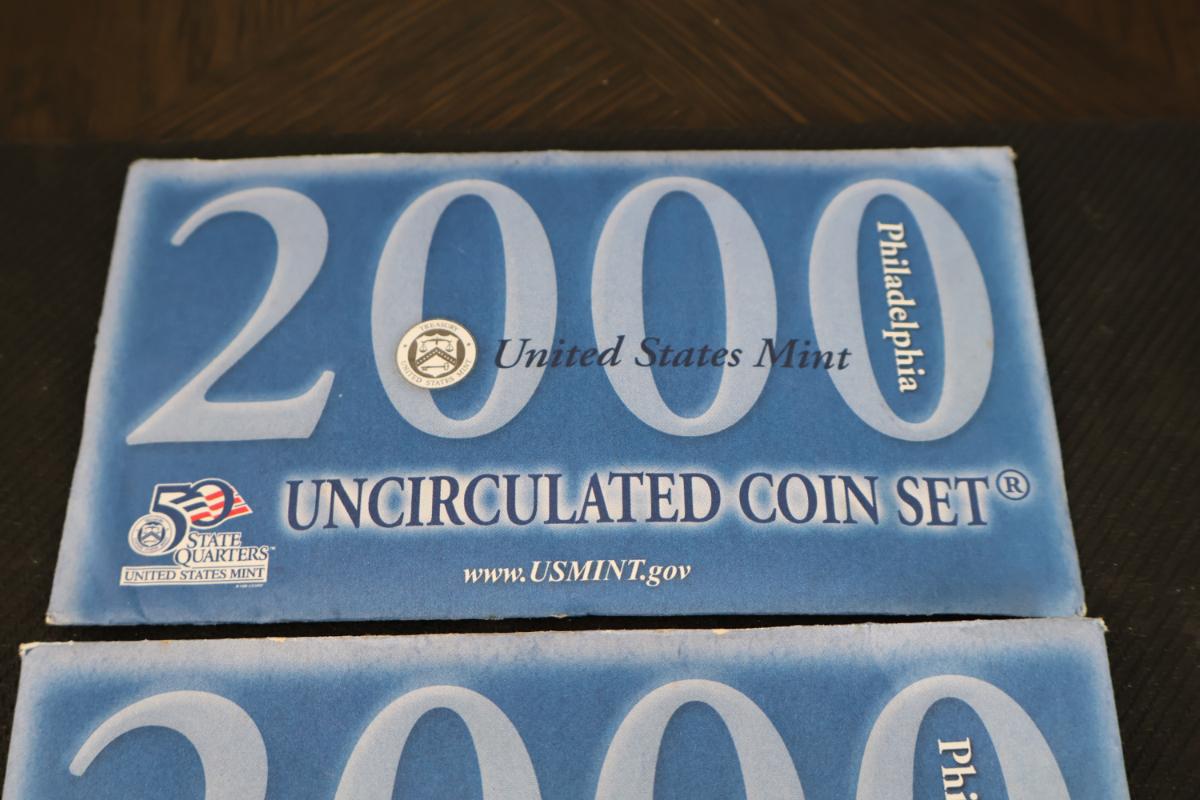 2000
Philadelphia
TREASURY
UNITED STATES MINT
United States Mint
50
STATE
QUARTERS™
UNITED STATES MINT
UNCIRCULATED COIN SET®
www.USMINT.gov
2000
Phi